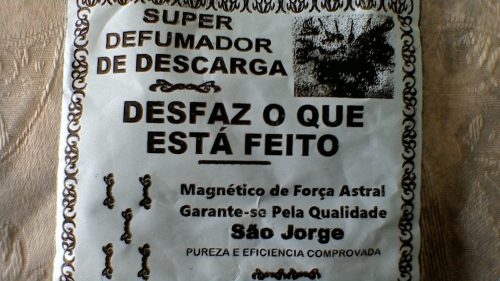 SUPER
DEFUMADOR
DE DESCARGA
DESFAZ O QUE
ESTÁ FEITO
Magnético de Força Astral
Garante-se Pela Qualidade
São Jorge
PUREZA E EFICIENCIA COMPROVADA